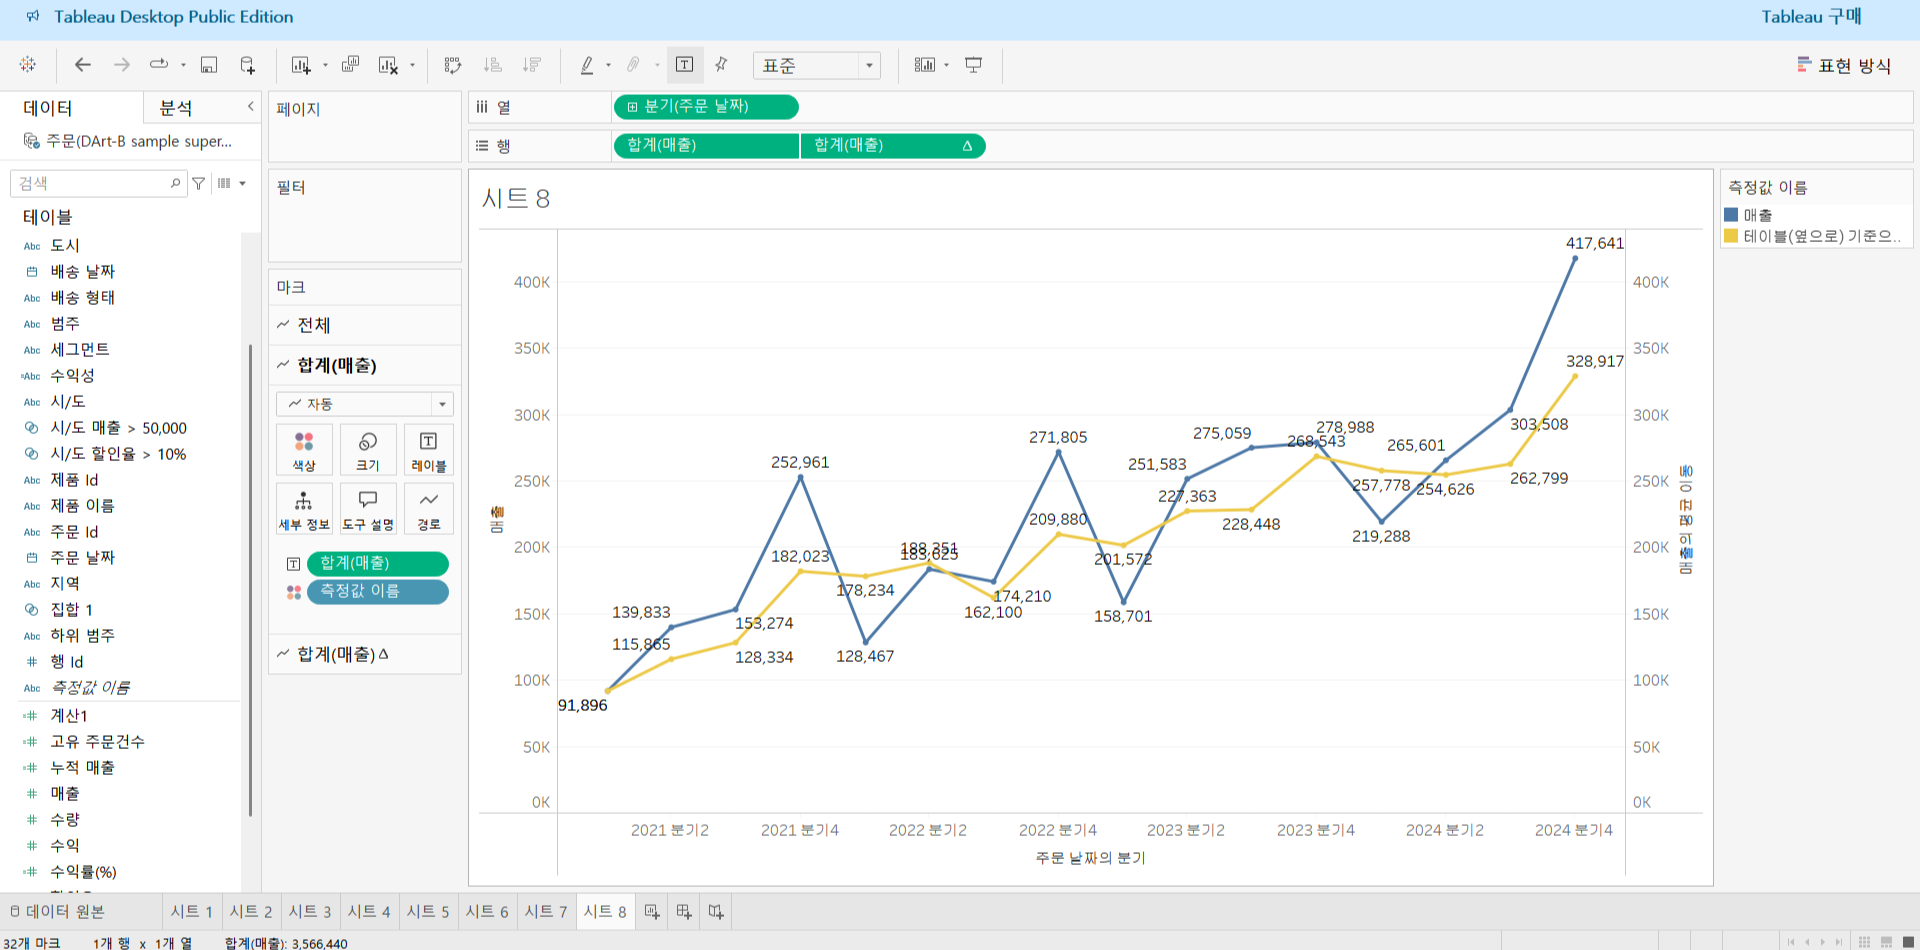 Tableau Desktop Public Edition
Tableau 구매
표준
표현 방식
데이터
분석
주문(DArt-B sample super...
검색
테이블
Abc 도시
배송 날짜
Abc 배송 형태
Abc 범주
Abc 세그먼트
=Abc 수익성
Abc 시/도
시/도 매출 > 50,000
시/도 할인율 > 10%
Abc 제품 Id
Abc 제품 이름
Abc 주문 Id
주문 날짜
Abc 지역
집합 1
Abc 하위 범주
# 행 Id
Abc 측정값 이름
=# 계산1
=# 고유 주문건수
=# 누적 매출
# 매출
# 수량
# 수익
=# 수익률(%)
페이지
필터
마크
전체
합계(매출)
자동
색상
크기
레이블
세부 정보
도구 설명
경로
합계(매출)
측정값 이름
합계(매출) Δ
iii 열
분기(주문 날짜)
행
합계(매출)
합계(매출) Δ
시트 8
400K
350K
300K
250K
200K
150K
100K
50K
0K
매출
417,641
328,917
303,508
262,799
265,601
254,626
257,778
219,288
278,988
268,543
275,059
228,448
251,583
227,363
201,572
158,701
271,805
209,880
174,210
162,100
188,351
183,625
178,234
128,467
252,961
182,023
153,274
128,334
139,833
115,865
91,896
400K
350K
300K
250K
200K
150K
100K
50K
0K
매출의 평균 이동
2021 분기2
2021 분기4
2022 분기2
2022 분기4
2023 분기2
2023 분기4
2024 분기2
2024 분기4
주문 날짜의 분기
측정값 이름
매출
테이블(옆으로) 기준으..
데이터 원본
시트 1
시트 2
시트 3
시트 4
시트 5
시트 6
시트 7
시트 8
32개 마크
1개 행 x 1개 열
합계(매출): 3,566,440